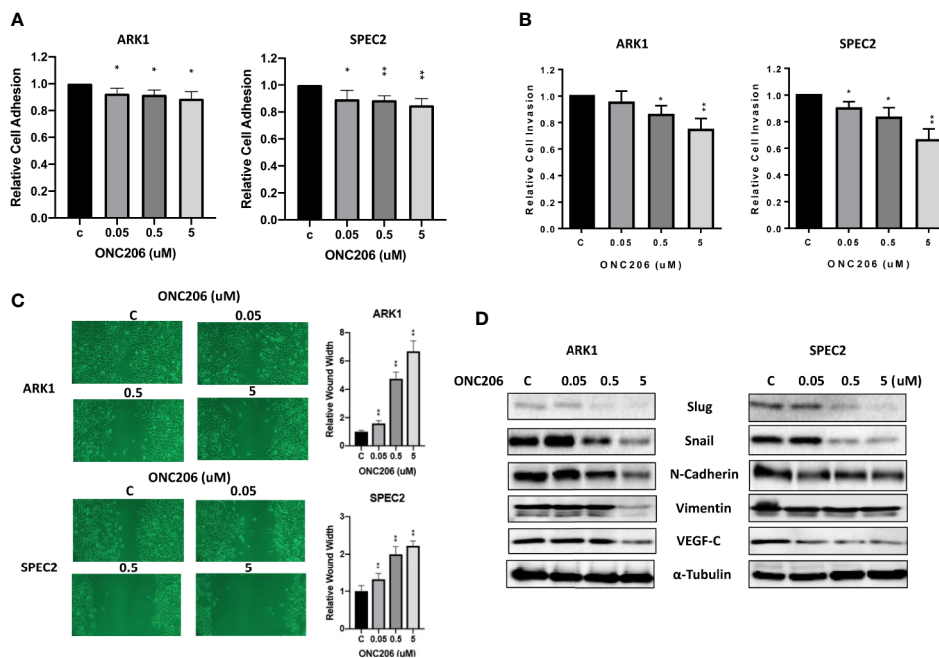 A
ARK1
Relative Cell Adhesion
1.2
1.0
0.8
0.6
0.4
0.2
0.0
* * *
c 0.05 0.5 5
ONC206 (uM)
SPEC2
Relative Cell Adhesion
1.2
1.0
0.8
0.6
0.4
0.2
0.0
* ** **
c 0.05 0.5 5
ONC206 (uM)
B
ARK1
Relative Cell Invasion
1.2
1.0
0.8
0.6
0.4
0.2
0.0
* **
C 0.05 0.5 5
ONC206 (uM)
SPEC2
Relative Cell Invasion
1.2
1.0
0.8
0.6
0.4
0.2
0.0
* * **
C 0.05 0.5 5
ONC206 (uM)
C
ONC206 (uM)
C 0.05
ARK1
0.5 5
ARK1
Relative Wound Width
8
6
4
2
0
** ** **
C 0.05 0.5 5
ONC206 (uM)
ONC206 (uM)
C 0.05
SPEC2
0.5 5
SPEC2
Relative Wound Width
3
2
1
0
** ** **
C 0.05 0.5 5
ONC206 (uM)
D
ARK1 SPEC2
ONC206 C 0.05 0.5 5 C 0.05 0.5 5 (uM)
Slug
Snail
N-Cadherin
Vimentin
VEGF-C
α-Tubulin